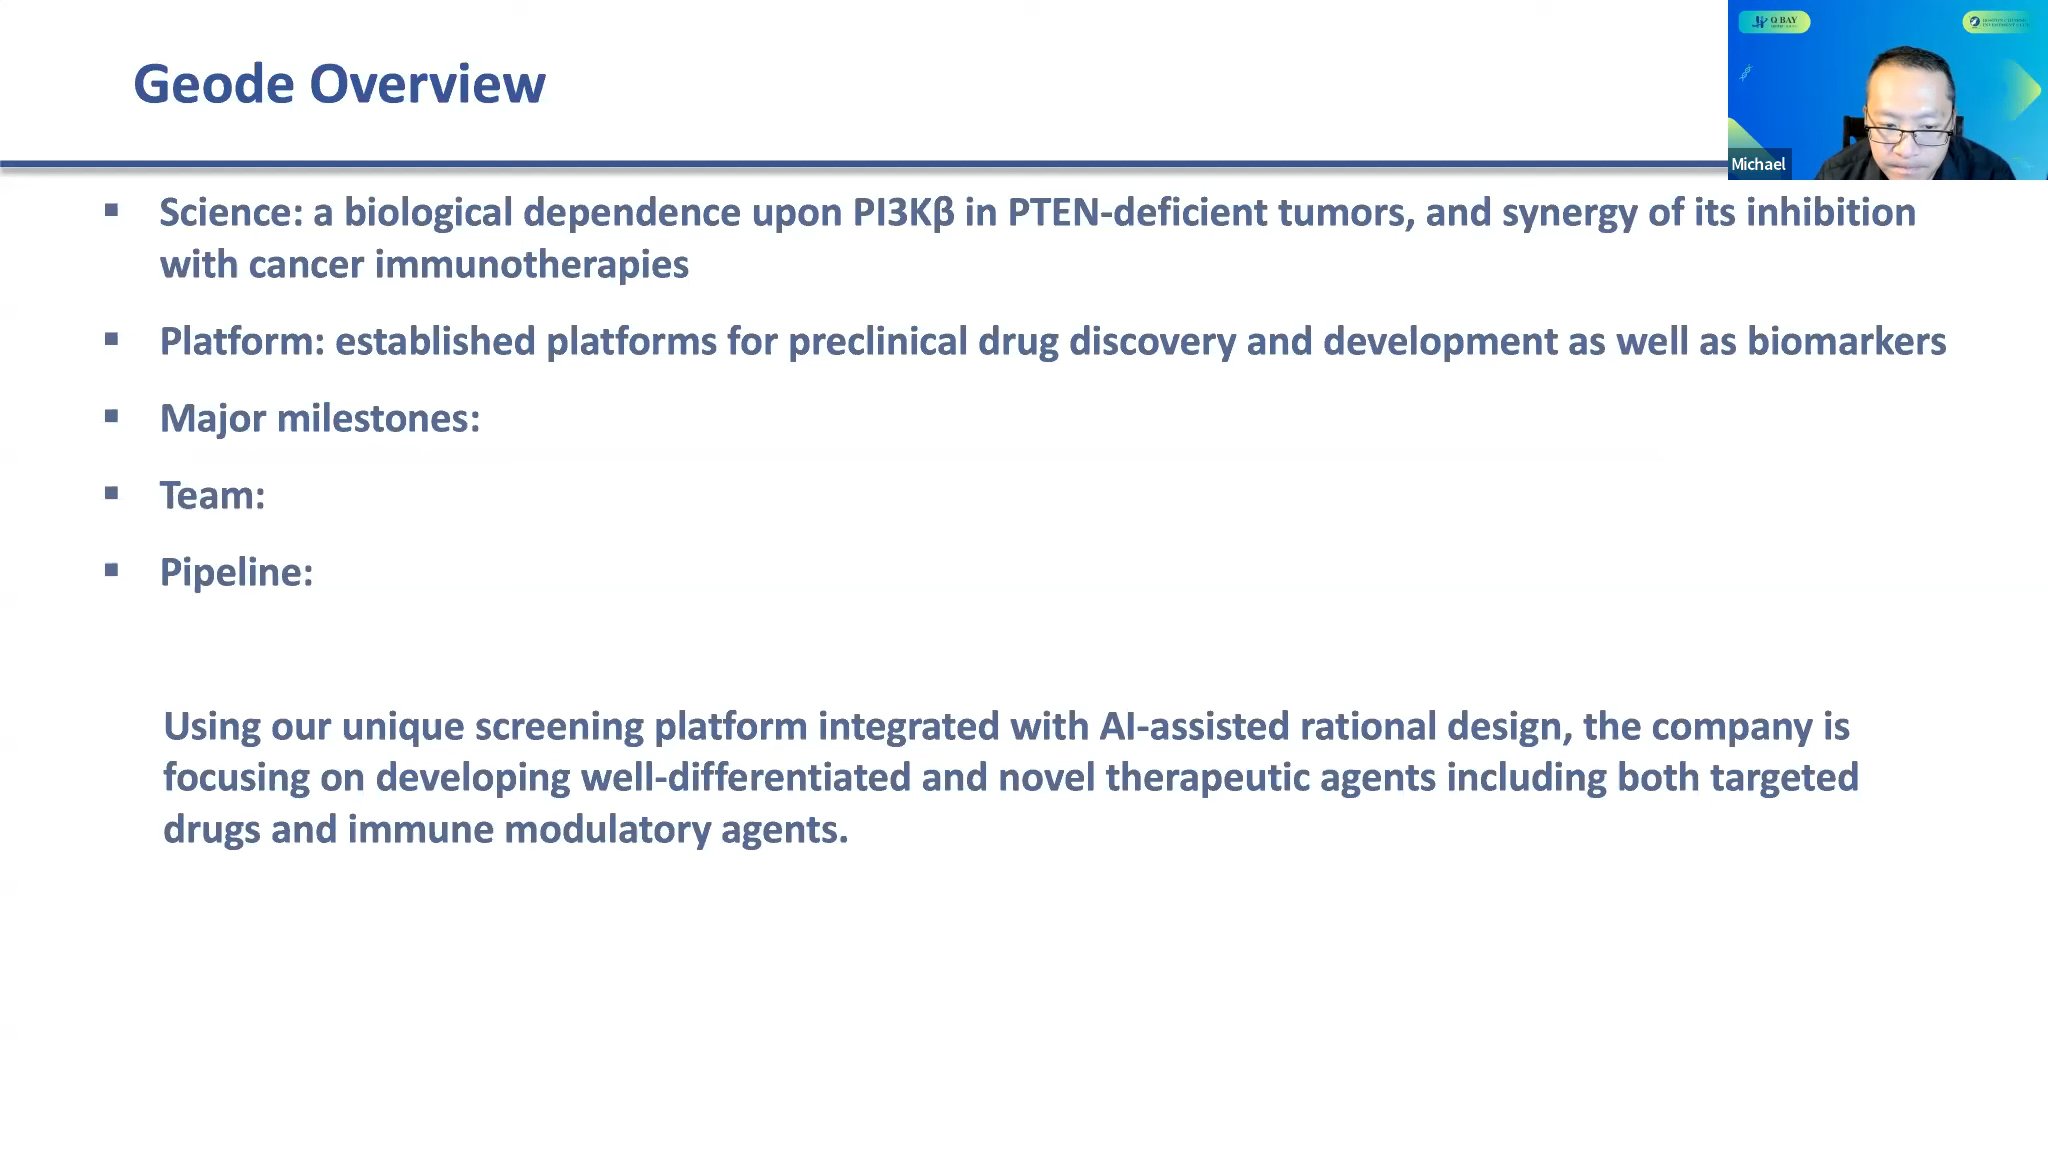 Geode Overview
Q BAY
Michael
▪ Science: a biological dependence upon PI3Kβ in PTEN-deficient tumors, and synergy of its inhibition
with cancer immunotherapies
▪ Platform: established platforms for preclinical drug discovery and development as well as biomarkers
▪ Major milestones:
▪ Team:
▪ Pipeline:
Using our unique screening platform integrated with AI-assisted rational design, the company is
focusing on developing well-differentiated and novel therapeutic agents including both targeted
drugs and immune modulatory agents.